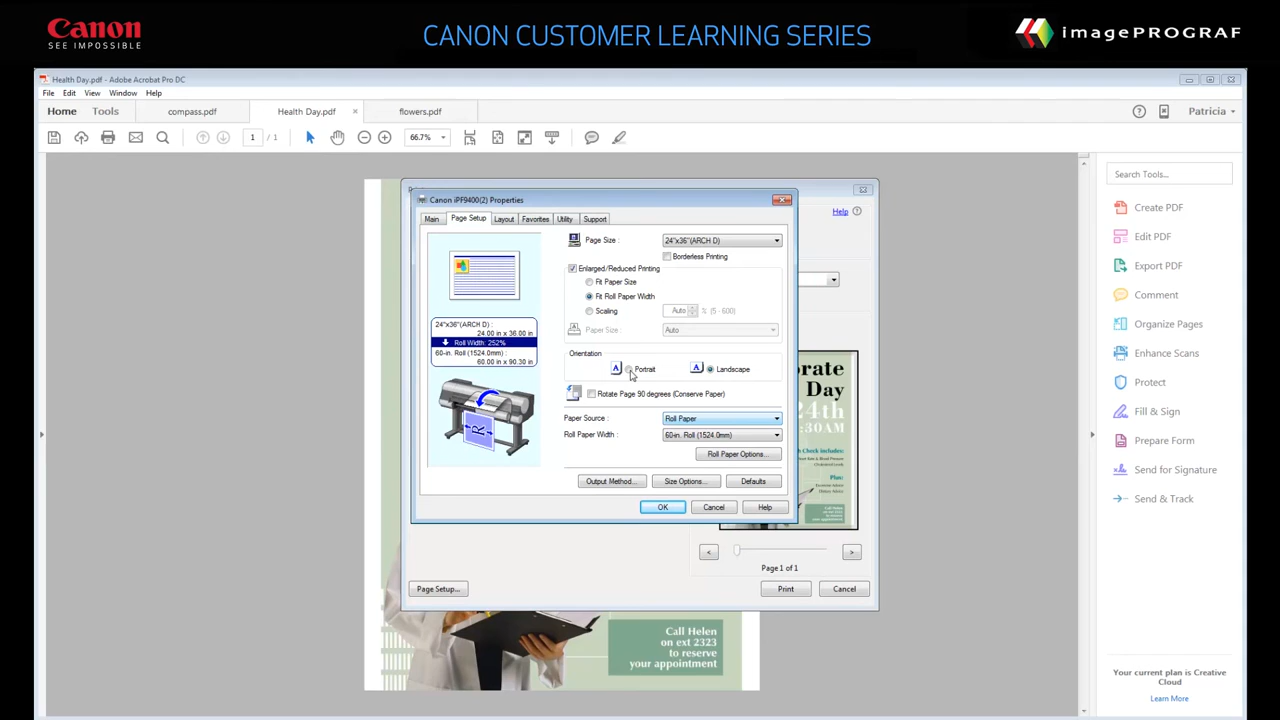 Canon
SEE IMPOSSIBLE
CANON CUSTOMER LEARNING SERIES
imagePROGRAF
Health Day.pdf - Adobe Acrobat Pro DC
File Edit View Window Help
Home Tools compass.pdf Health Day.pdf × flowers.pdf
Patricia
1 / 1 66.7%
Search Tools...
Create PDF
Edit PDF
Export PDF
Comment
Organize Pages
Enhance Scans
Protect
Fill & Sign
Prepare Form
Send for Signature
Send & Track
Your current plan is Creative
Cloud
Learn More
Help
Canon iPF9400(2) Properties
Main Page Setup Layout Favorites Utility Support
Page Size : 24"x36"(ARCH D)
Borderless Printing
Enlarged/Reduced Printing
Fit Paper Size
Fit Roll Paper Width
Scaling Auto % (5 - 600)
Paper Size : Auto
24"x36"(ARCH D) :
24.00 in x 36.00 in
Roll Width: 252%
60-in. Roll (1524.0mm) :
60.00 in x 90.30 in
R
Orientation
A Portrait A Landscape
Rotate Page 90 degrees (Conserve Paper)
Paper Source : Roll Paper
Roll Paper Width : 60-in. Roll (1524.0mm)
Roll Paper Options...
Output Method... Size Options... Defaults
OK Cancel Help
orate
Day
24th
:30AM
Check includes:
Plan:
< >
Page 1 of 1
Page Setup... Print Cancel
Call Helen
on ext 2323
to reserve
your appointment